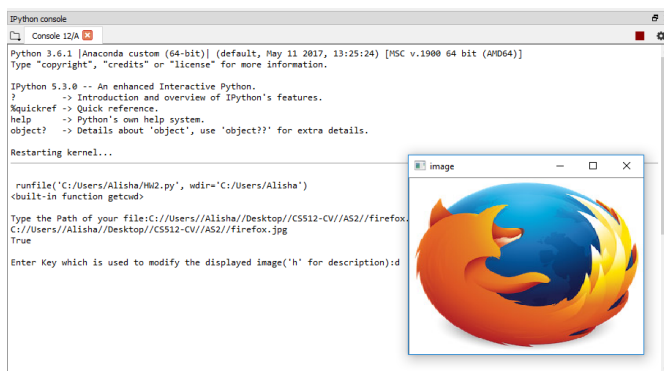 IPython console
Console 12/A
Python 3.6.1 |Anaconda custom (64-bit)| (default, May 11 2017, 13:25:24) [MSC v.1900 64 bit (AMD64)]
Type "copyright", "credits" or "license" for more information.
IPython 5.3.0 -- An enhanced Interactive Python.
? -> Introduction and overview of IPython's features.
%quickref -> Quick reference.
help -> Python's own help system.
object? -> Details about 'object', use 'object??' for extra details.
Restarting kernel...
runfile('C:/Users/Alisha/HW2.py', wdir='C:/Users/Alisha')
<built-in function getcwd>
Type the Path of your file:C://Users//Alisha//Desktop//CS512-CV//AS2//firefox.
C://Users//Alisha//Desktop//CS512-CV//AS2//firefox.jpg
True
Enter Key which is used to modify the displayed image('h' for description):d
image